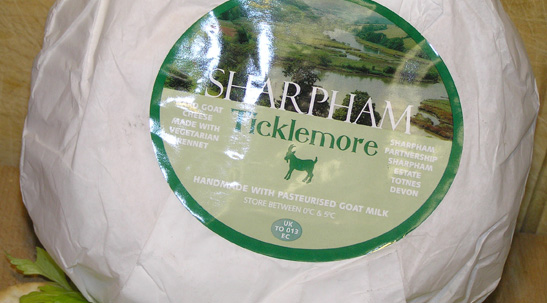 SHARPHAM
Ticklemore
GOAT
CHEESE
MADE WITH
VEGETARIAN
RENNET
SHARPHAM
PARTNERSHIP
SHARPHAM
ESTATE
TOTNES
DEVON
HANDMADE WITH PASTEURISED GOAT MILK
STORE BETWEEN 0°C & 5°C
UK
TO 013
EC